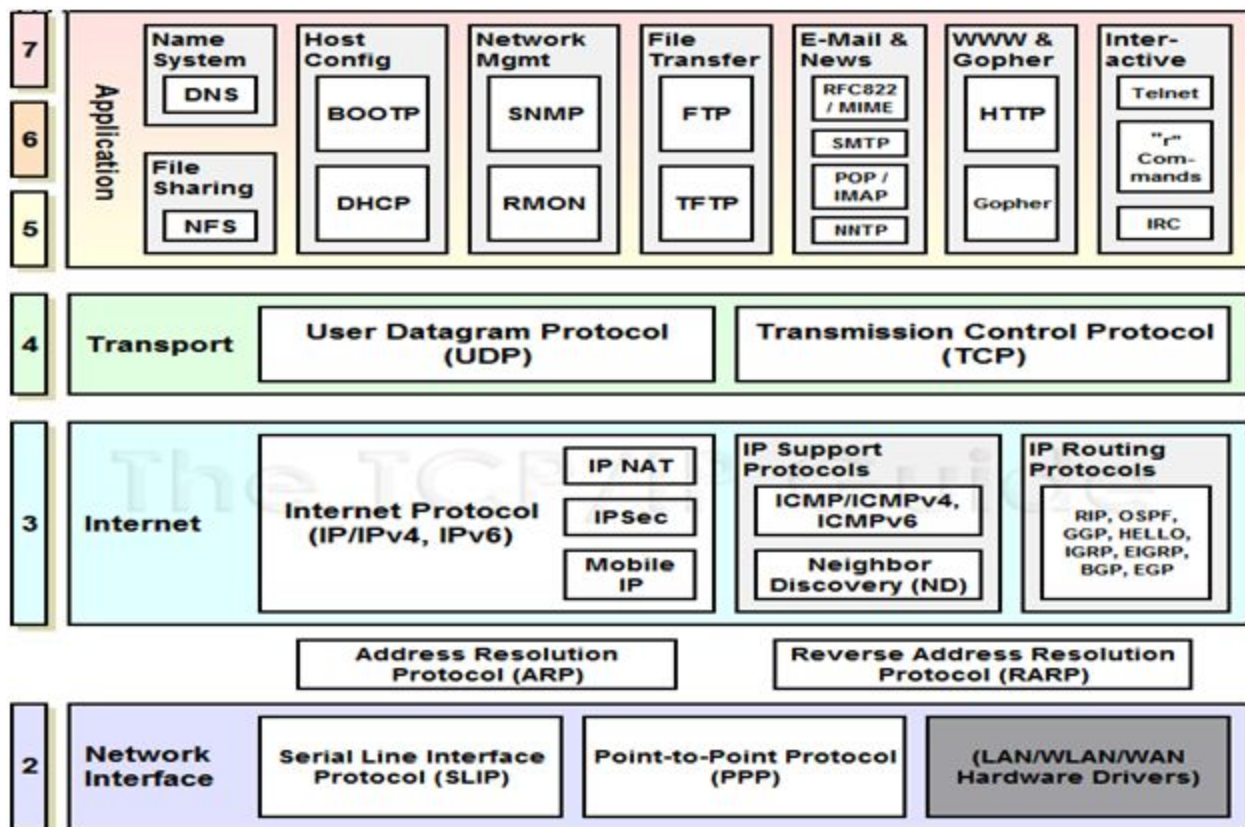 7
6
5
Application
Name
System
DNS
File
Sharing
NFS
Host
Config
BOOTP
DHCP
Network
Mgmt
SNMP
RMON
File
Transfer
FTP
TFTP
E-Mail &
News
RFC822
/ MIME
SMTP
POP /
IMAP
NNTP
WWW &
Gopher
HTTP
Gopher
Inter-
active
Telnet
"r"
Com-
mands
IRC
4
Transport
User Datagram Protocol
(UDP)
Transmission Control Protocol
(TCP)
The TCP/IP Guide
3
Internet
Internet Protocol
(IP/IPv4, IPv6)
IP NAT
IPSec
Mobile
IP
IP Support
Protocols
ICMP/ICMPv4,
ICMPv6
Neighbor
Discovery (ND)
IP Routing
Protocols
RIP, OSPF,
GGP, HELLO,
IGRP, EIGRP,
BGP, EGP
Address Resolution
Protocol (ARP)
Reverse Address Resolution
Protocol (RARP)
2
Network
Interface
Serial Line Interface
Protocol (SLIP)
Point-to-Point Protocol
(PPP)
(LAN/WLAN/WAN
Hardware Drivers)